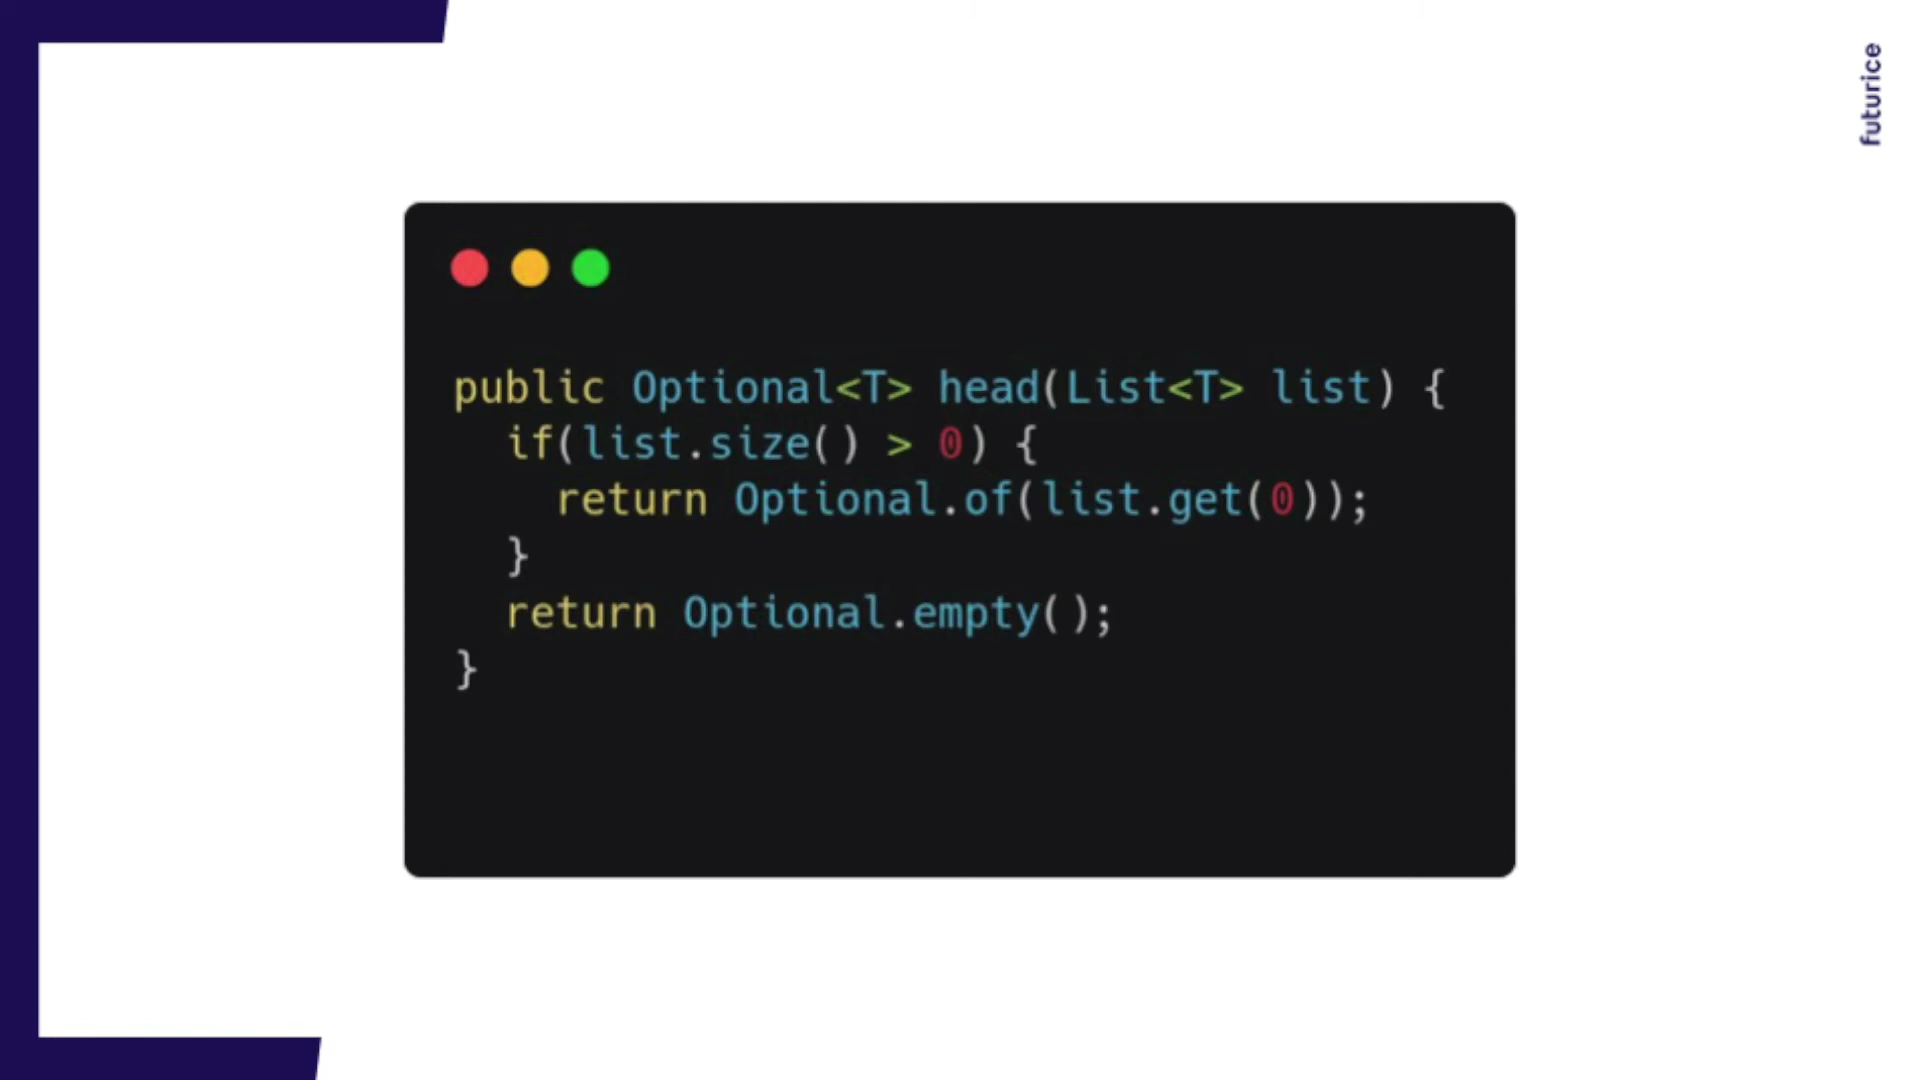 futurice
public Optional<T> head(List<T> list) {
  if(list.size() > 0) {
    return Optional.of(list.get(0));
  }
  return Optional.empty();
}